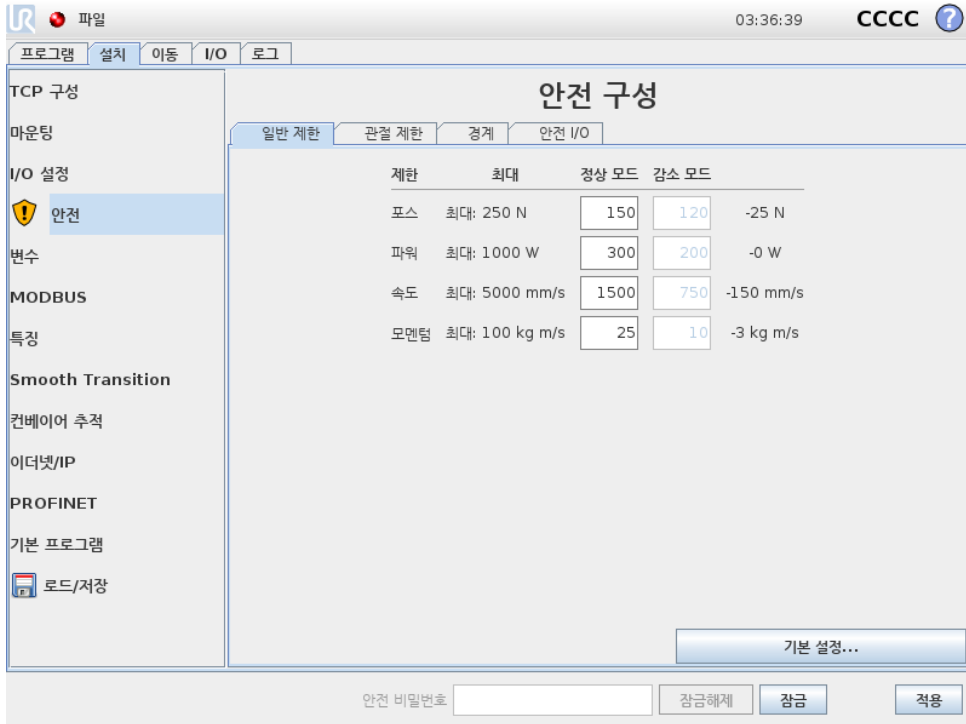 UR 파일 03:36:39 CCCC ?
프로그램 설치 이동 I/O 로그
TCP 구성
마운팅
I/O 설정
안전
변수
MODBUS
특징
Smooth Transition
컨베이어 추적
이더넷/IP
PROFINET
기본 프로그램
로드/저장
안전 구성
일반 제한 관절 제한 경계 안전 I/O
제한 최대 정상 모드 감소 모드
포스 최대: 250 N 150 120 -25 N
파워 최대: 1000 W 300 200 -0 W
속도 최대: 5000 mm/s 1500 750 -150 mm/s
모멘텀 최대: 100 kg m/s 25 10 -3 kg m/s
기본 설정...
안전 비밀번호 잠금해제 잠금 적용